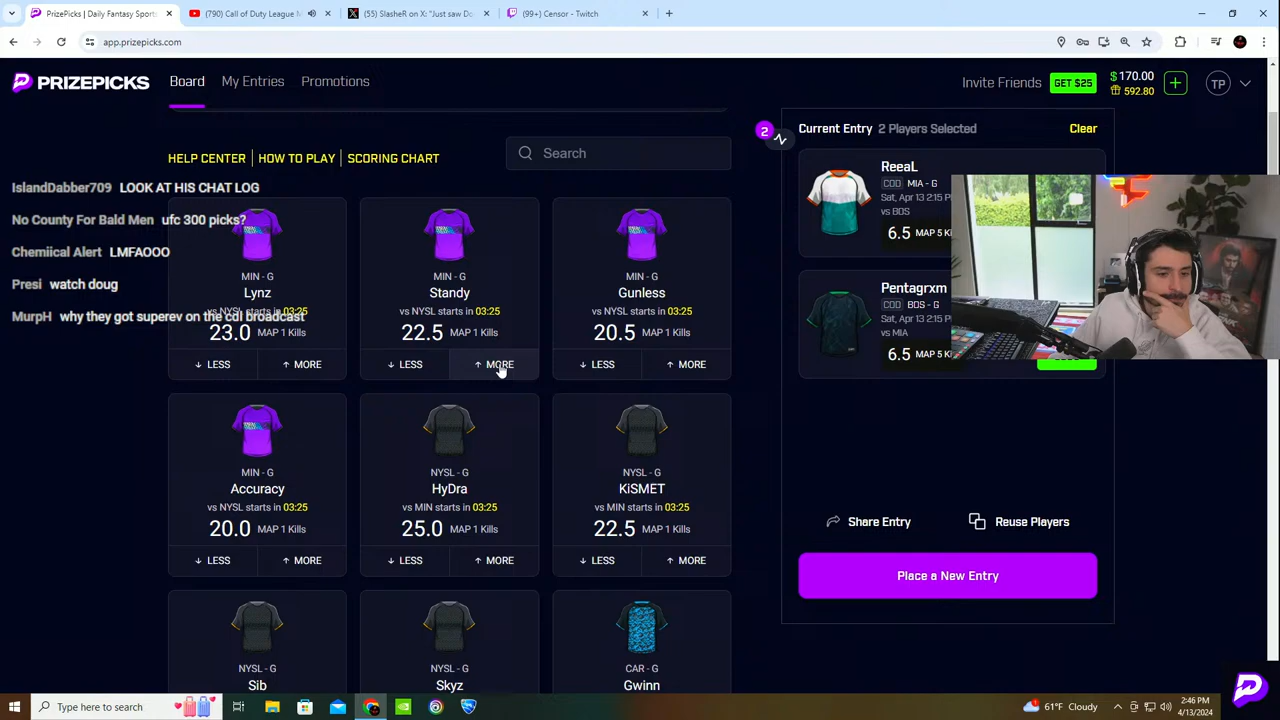 PrizePicks | Daily Fantasy Sports
(790) Call of Duty League M
(55) SlasheR on X: "Just saw Do
(99+) Censor - Twitch
app.prizepicks.com
PRIZEPICKS
Board
My Entries
Promotions
Invite Friends
GET $25
$170.00
592.80
TP
HELP CENTER
HOW TO PLAY
SCORING CHART
Search
2
Current Entry
2 Players Selected
Clear
IslandDabber709 LOOK AT HIS CHAT LOG
No County For Bald Men ufc 300 picks?
Chemiical Alert LMFAOOO
Presi watch doug
MurpH why they got superev on the cdl broadcast
MIN - G
Lynz
vs NYSL starts in 03:25
23.0 MAP 1 Kills
LESS
MORE
MIN - G
Standy
vs NYSL starts in 03:25
22.5 MAP 1 Kills
LESS
MORE
MIN - G
Gunless
vs NYSL starts in 03:25
20.5 MAP 1 Kills
LESS
MORE
MIN - G
Accuracy
vs NYSL starts in 03:25
20.0 MAP 1 Kills
LESS
MORE
NYSL - G
HyDra
vs MIN starts in 03:25
25.0 MAP 1 Kills
LESS
MORE
NYSL - G
KiSMET
vs MIN starts in 03:25
22.5 MAP 1 Kills
LESS
MORE
NYSL - G
Sib
NYSL - G
Skyz
CAR - G
Gwinn
ReeaL
COD MIA - G
Sat, Apr 13 2:15 P
vs BOS
6.5 MAP 5 K
Pentagrxm
COD BOS - G
Sat, Apr 13 2:15
vs MIA
6.5 MAP 5 K
Share Entry
Reuse Players
Place a New Entry
Type here to search
61°F Cloudy
2:46 PM
4/13/2024